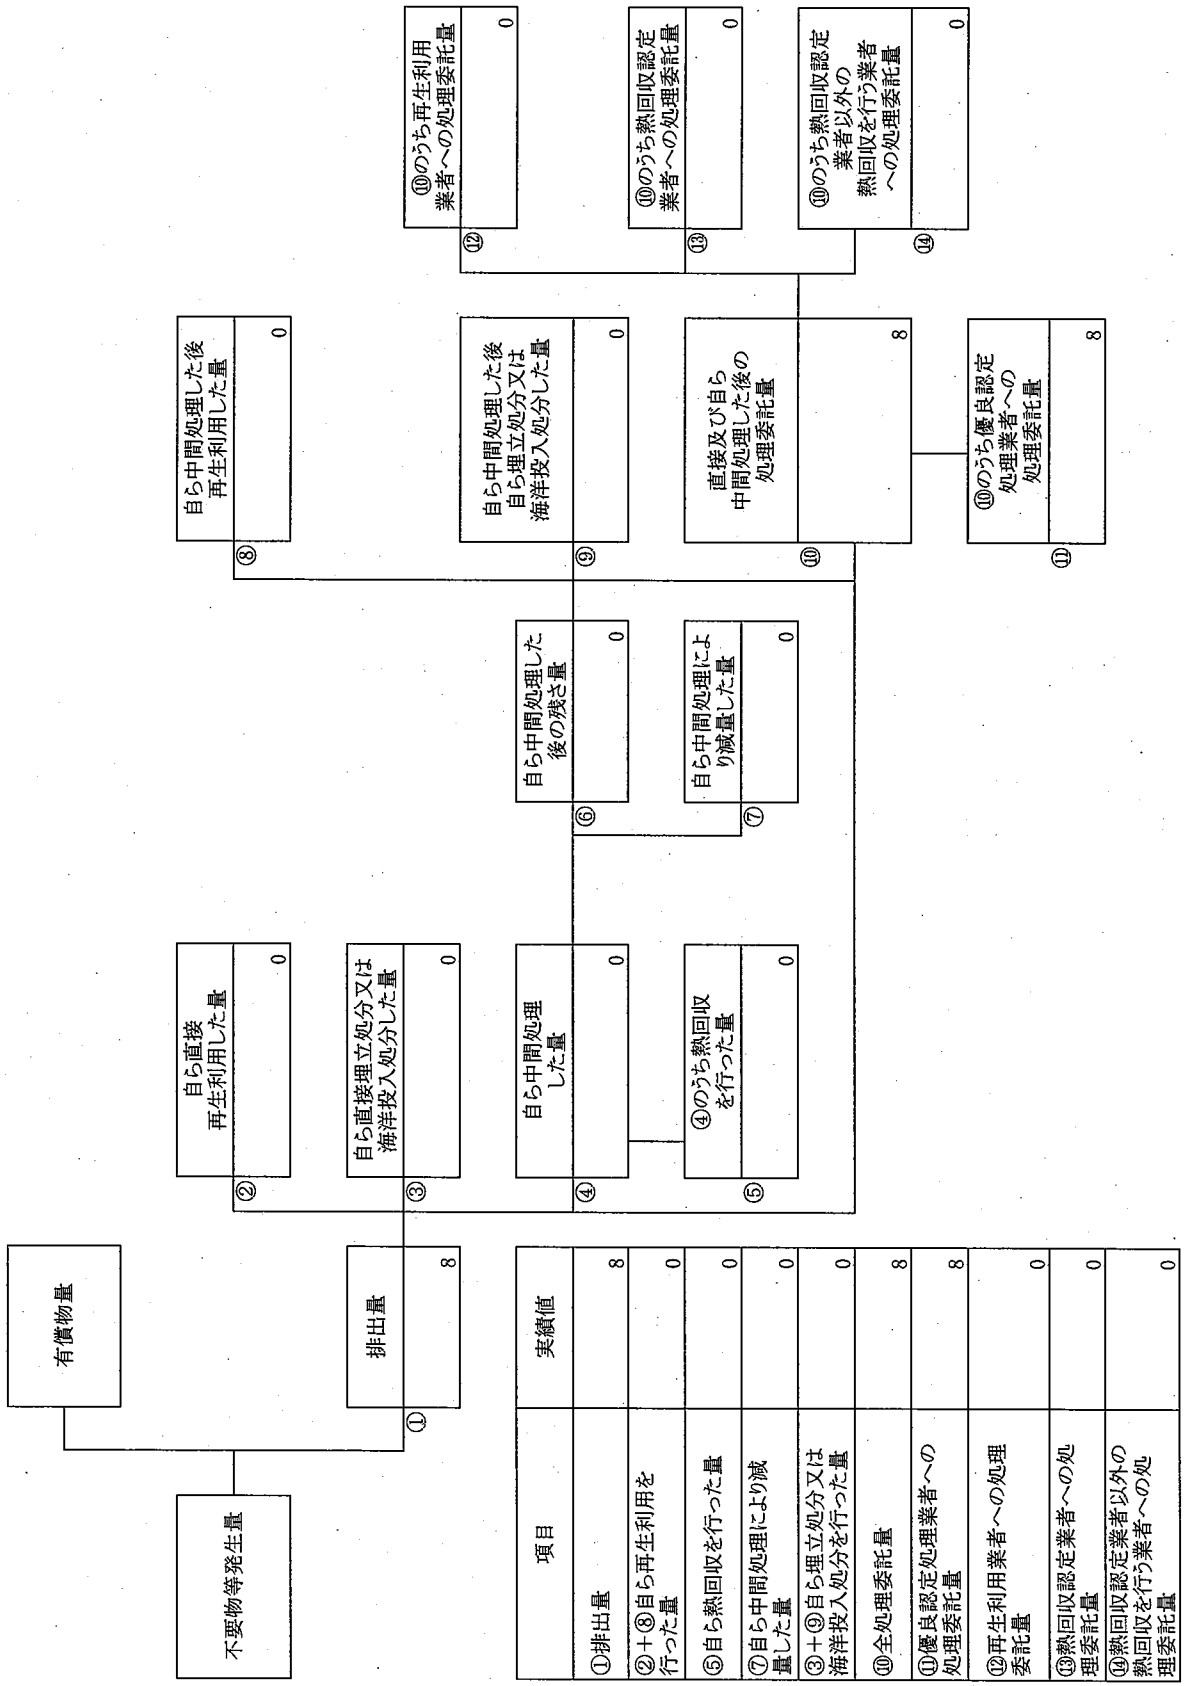 不要物等発生量
有償物量
①
排出量
8
②
自ら直接
再生利用した量
0
③
自ら直接埋立処分又は
海洋投入処分した量
0
④
自ら中間処理
した量
0
⑤
④のうち熱回収
を行った量
0
⑥
自ら中間処理した
後の残さ量
0
⑦
自ら中間処理によ
り減量した量
0
⑧
自ら中間処理した後
再生利用した量
0
⑨
自ら中間処理した後
自ら埋立処分又は
海洋投入処分した量
0
⑩
直接及び自ら
中間処理した後の
処理委託量
8
⑪
⑩のうち優良認定
処理業者への
処理委託量
8
⑫
⑩のうち再生利用
業者への処理委託量
0
⑬
⑩のうち熱回収認定
業者への処理委託量
0
⑭
⑩のうち熱回収認定
業者以外の
熱回収を行う業者
への処理委託量
0
項目 実績値
①排出量 8
②+⑧自ら再生利用を
行った量 0
⑤自ら熱回収を行った量 0
⑦自ら中間処理により減
量した量 0
③+⑨自ら埋立処分又は
海洋投入処分を行った量 0
⑩全処理委託量 8
⑪優良認定処理業者への
処理委託量 8
⑫再生利用業者への処理
委託量 0
⑬熱回収認定業者への処
理委託量 0
⑭熱回収認定業者以外の
熱回収を行う業者への処
理委託量 0